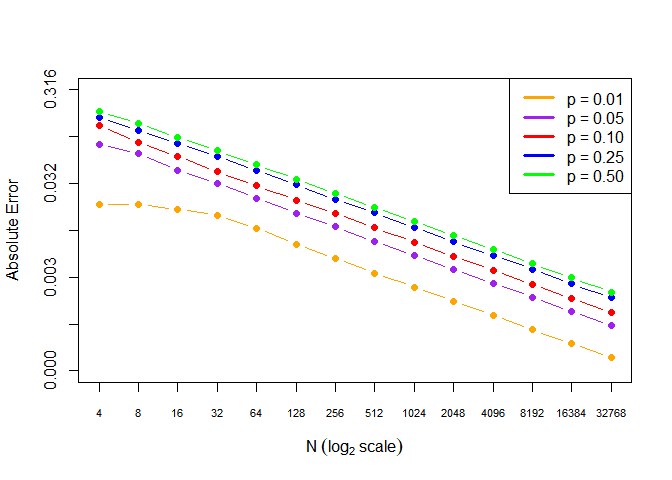 0.316
0.032
0.003
0.000
Absolute Error
p = 0.01
p = 0.05
p = 0.10
p = 0.25
p = 0.50
4 8 16 32 64 128 256 512 1024 2048 4096 8192 16384 32768
N (log₂ scale)